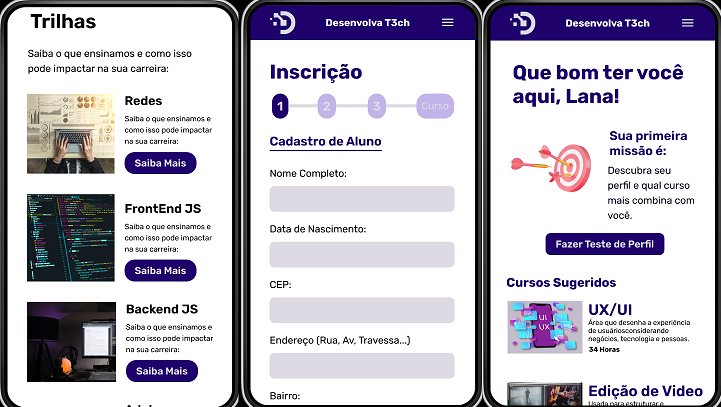 Trilhas
Saiba o que ensinamos e como isso
pode impactar na sua carreira:
Redes
Saiba o que ensinamos e
como isso pode impactar
na sua carreira:
Saiba Mais
FrontEnd JS
Saiba o que ensinamos e
como isso pode impactar
na sua carreira:
Saiba Mais
Backend JS
Saiba o que ensinamos e
como isso pode impactar
na sua carreira:
Saiba Mais
Desenvolva T3ch
Inscrição
1 2 3 Curso
Cadastro de Aluno
Nome Completo:
Data de Nascimento:
CEP:
Endereço (Rua, Av, Travessa...)
Bairro:
Desenvolva T3ch
Que bom ter você
aqui, Lana!
Sua primeira
missão é:
Descubra seu
perfil e qual curso
mais combina com
você.
Fazer Teste de Perfil
Cursos Sugeridos
UI
UX
UX/UI
Área que desenha a experiência
de usuáriosconsiderando
negócios, tecnologia e pessoas.
34 Horas
Edição de Video
Usada para estruturar e